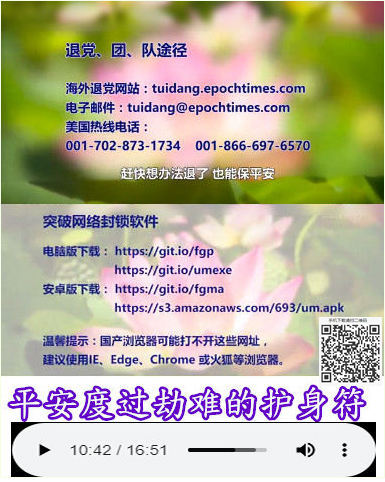 退党、团、队途径
海外退党网站：tuidang.epochtimes.com
电子邮件：tuidang@epochtimes.com
美国热线电话：
001-702-873-1734 001-866-697-6570
赶快想办法退了 也能保平安
突破网络封锁软件
电脑版下载： https://git.io/fgp
https://git.io/umexe
安卓版下载： https://git.io/fgma
https://s3.amazonaws.com/693/um.apk
手机下载请扫二维码
温馨提示：国产浏览器可能打不开这些网址，
建议使用IE、Edge、Chrome 或火狐等浏览器。
平安度过劫难的护身符
10:42 / 16:51